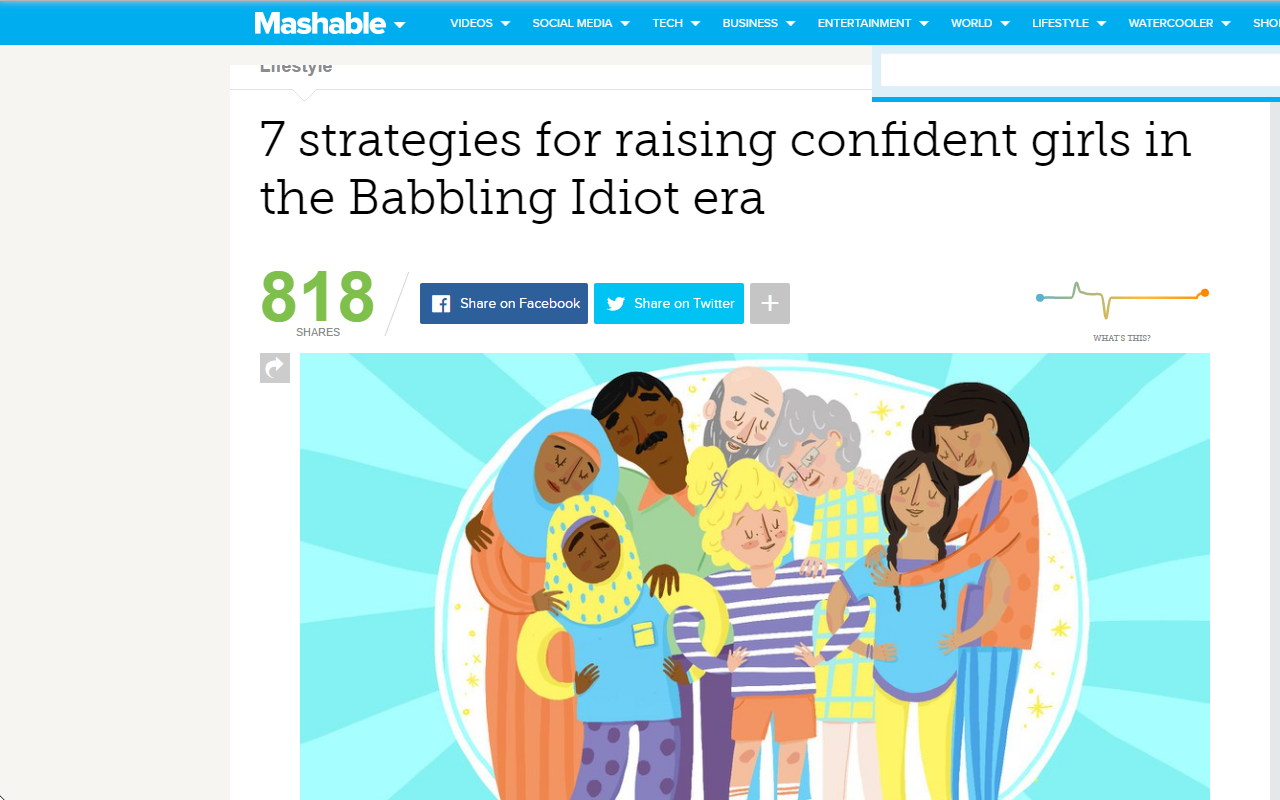 Mashable
VIDEOS SOCIAL MEDIA TECH BUSINESS ENTERTAINMENT WORLD LIFESTYLE WATERCOOLER SHO
Lifestyle
7 strategies for raising confident girls in
the Babbling Idiot era
818
SHARES
Share on Facebook
Share on Twitter
+
WHAT'S THIS?